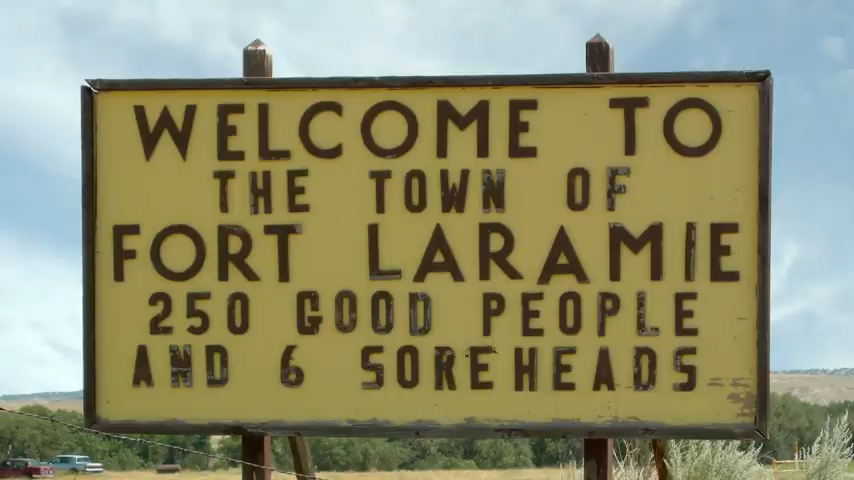 WELCOME TO
THE TOWN OF
FORT LARAMIE
250 GOOD PEOPLE
AND 6 SOREHEADS